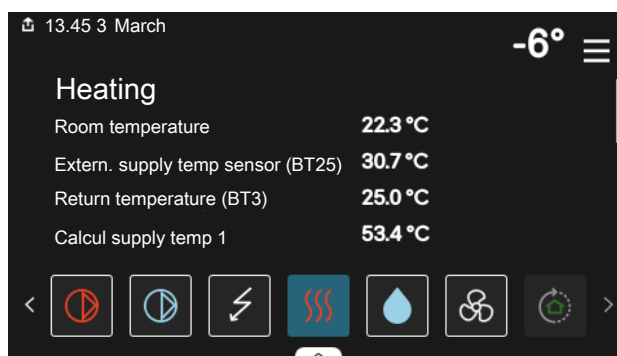 13.45 3 March
-6°
Heating
Room temperature 22.3 °C
Extern. supply temp sensor (BT25) 30.7 °C
Return temperature (BT3) 25.0 °C
Calcul supply temp 1 53.4 °C